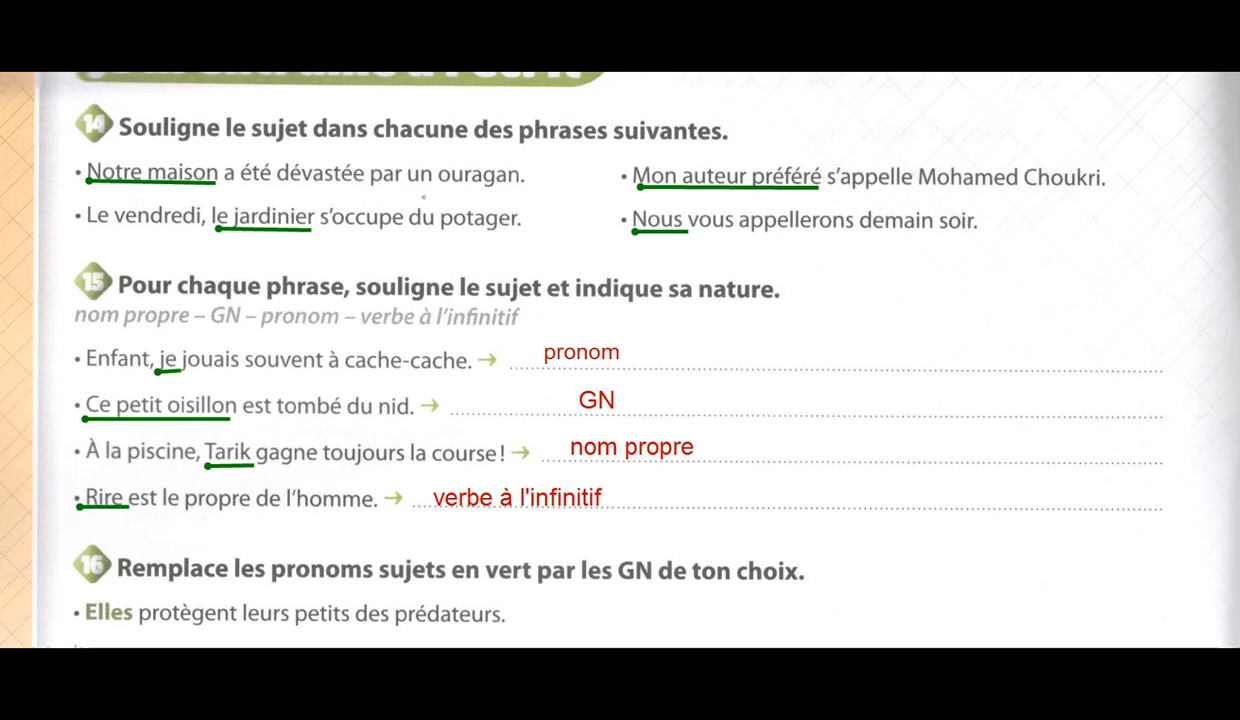 14 Souligne le sujet dans chacune des phrases suivantes.
• Notre maison a été dévastée par un ouragan.
• Mon auteur préféré s'appelle Mohamed Choukri.
• Le vendredi, le jardinier s'occupe du potager.
• Nous vous appellerons demain soir.
15 Pour chaque phrase, souligne le sujet et indique sa nature.
nom propre – GN – pronom – verbe à l'infinitif
• Enfant, je jouais souvent à cache-cache. → pronom
• Ce petit oisillon est tombé du nid. → GN
• À la piscine, Tarik gagne toujours la course ! → nom propre
• Rire est le propre de l'homme. → verbe à l'infinitif
16 Remplace les pronoms sujets en vert par les GN de ton choix.
• Elles protègent leurs petits des prédateurs.